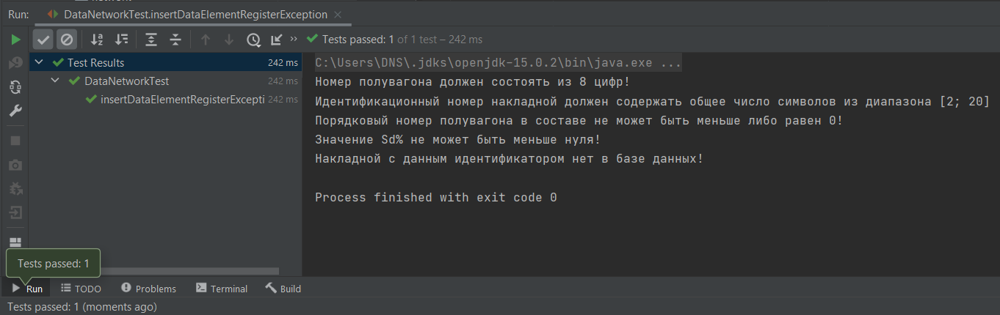 Run: DataNetworkTest.insertDataElementRegisterException
Tests passed: 1 of 1 test – 242 ms
Test Results 242 ms
DataNetworkTest 242 ms
insertDataElementRegisterExcepti 242 ms
C:\Users\DNS\.jdks\openjdk-15.0.2\bin\java.exe ...
Номер полувагона должен состоять из 8 цифр!
Идентификационный номер накладной должен содержать общее число символов из диапазона [2; 20]
Порядковый номер полувагона в составе не может быть меньше либо равен 0!
Значение Sd% не может быть меньше нуля!
Накладной с данным идентификатором нет в базе данных!
Process finished with exit code 0
Tests passed: 1
Run TODO Problems Terminal Build
Tests passed: 1 (moments ago)